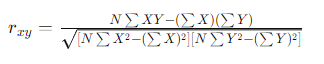 $r_{xy} = \frac{N \sum XY - (\sum X)(\sum Y)}{\sqrt{[N \sum X^2 - (\sum X)^2][N \sum Y^2 - (\sum Y)^2]}}$